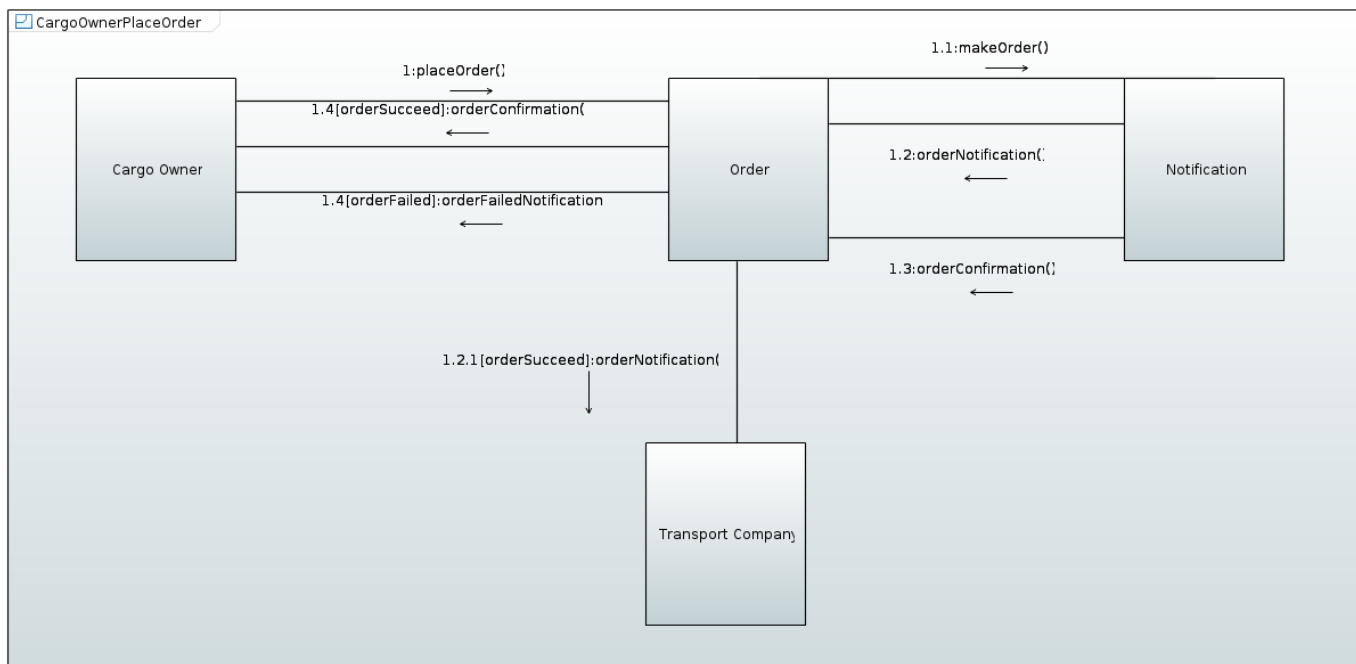 CargoOwnerPlaceOrder
1.1:makeOrder()
1:placeOrder()
1.4[orderSucceed]:orderConfirmation(
Cargo Owner
Order
1.2:orderNotification()
Notification
1.4[orderFailed]:orderFailedNotification
1.3:orderConfirmation()
1.2.1[orderSucceed]:orderNotification(
Transport Company